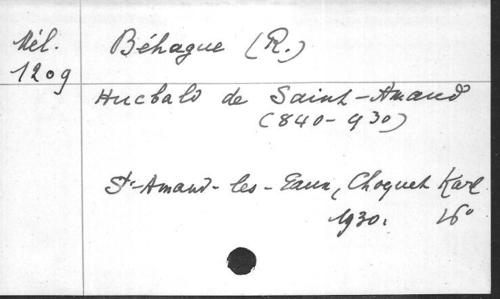 Mél.
1209
Béhague (R.)
Hucbald de Saint-Amand
(840-930)
St-Amand-les-Eaux, Choquet Karl
1930. 16°